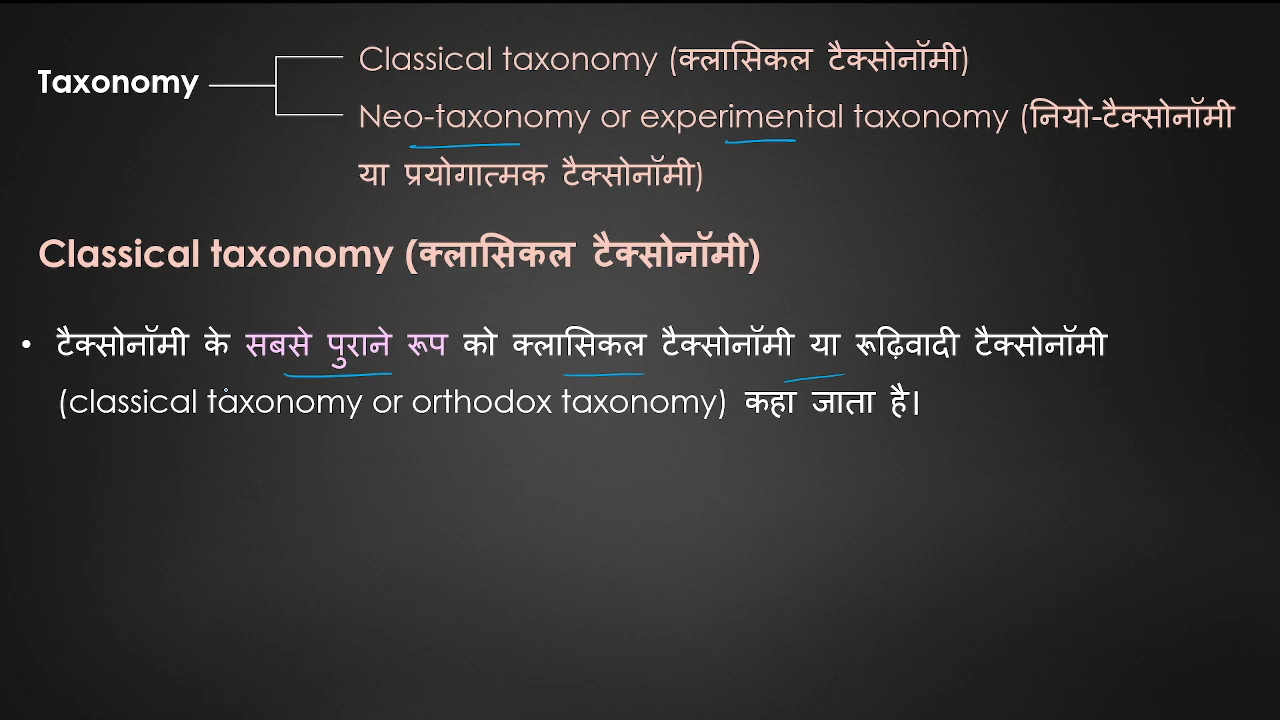 Taxonomy
Classical taxonomy (क्लासिकल टैक्सोनॉमी)
Neo-taxonomy or experimental taxonomy (नियो-टैक्सोनॉमी
या प्रयोगात्मक टैक्सोनॉमी)
Classical taxonomy (क्लासिकल टैक्सोनॉमी)
• टैक्सोनॉमी के सबसे पुराने रूप को क्लासिकल टैक्सोनॉमी या रूढ़िवादी टैक्सोनॉमी
(classical taxonomy or orthodox taxonomy) कहा जाता है।